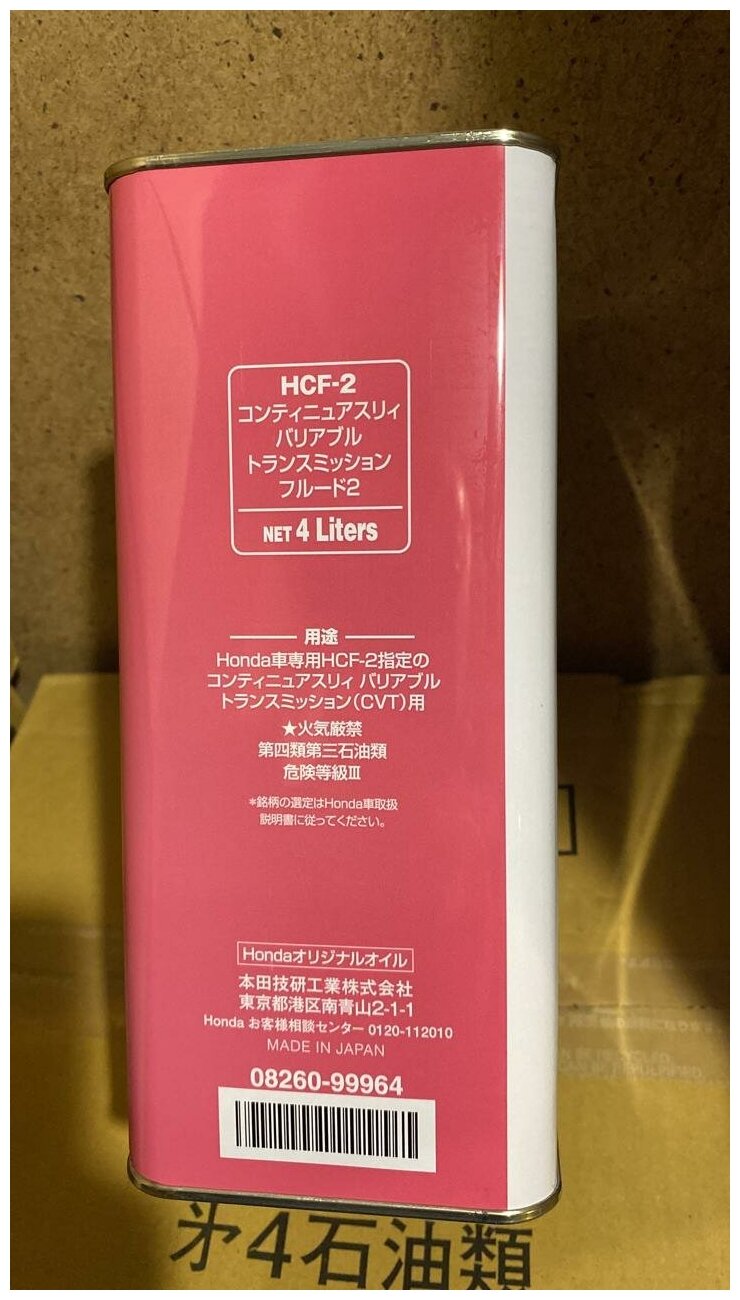 HCF-2
コンティニュアスリィ
バリアブル
トランスミッション
フルード2
NET 4 Liters
用途
Honda車専用HCF-2指定の
コンティニュアスリィ バリアブル
トランスミッション(CVT)用
★火気厳禁
第四類第三石油類
危険等級Ⅲ
*銘柄の選定はHonda車取扱
説明書に従ってください。
Hondaオリジナルオイル
本田技研工業株式会社
東京都港区南青山2-1-1
Honda お客様相談センター 0120-112010
MADE IN JAPAN
08260-99964
㐧4石油類